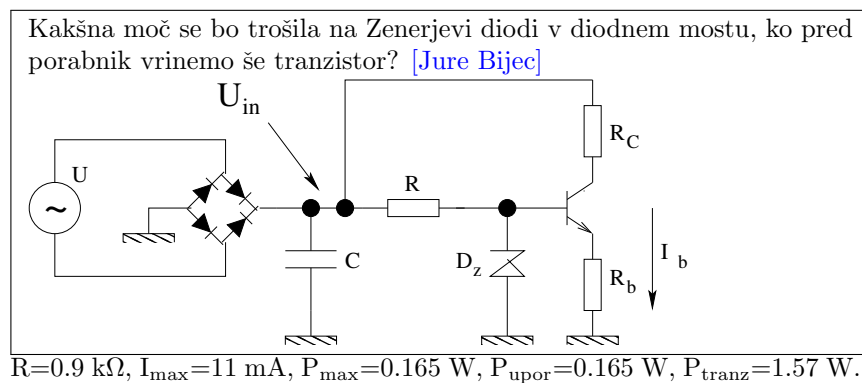 Kakšna moč se bo trošila na Zenerjevi diodi v diodnem mostu, ko pred
porabnik vrinemo še tranzistor? [Jure Bijec]
U_in
R_C
U
R
~
C
D_z
I_b
R_b
R=0.9 kΩ, I_max=11 mA, P_max=0.165 W, P_upor=0.165 W, P_tranz=1.57 W.